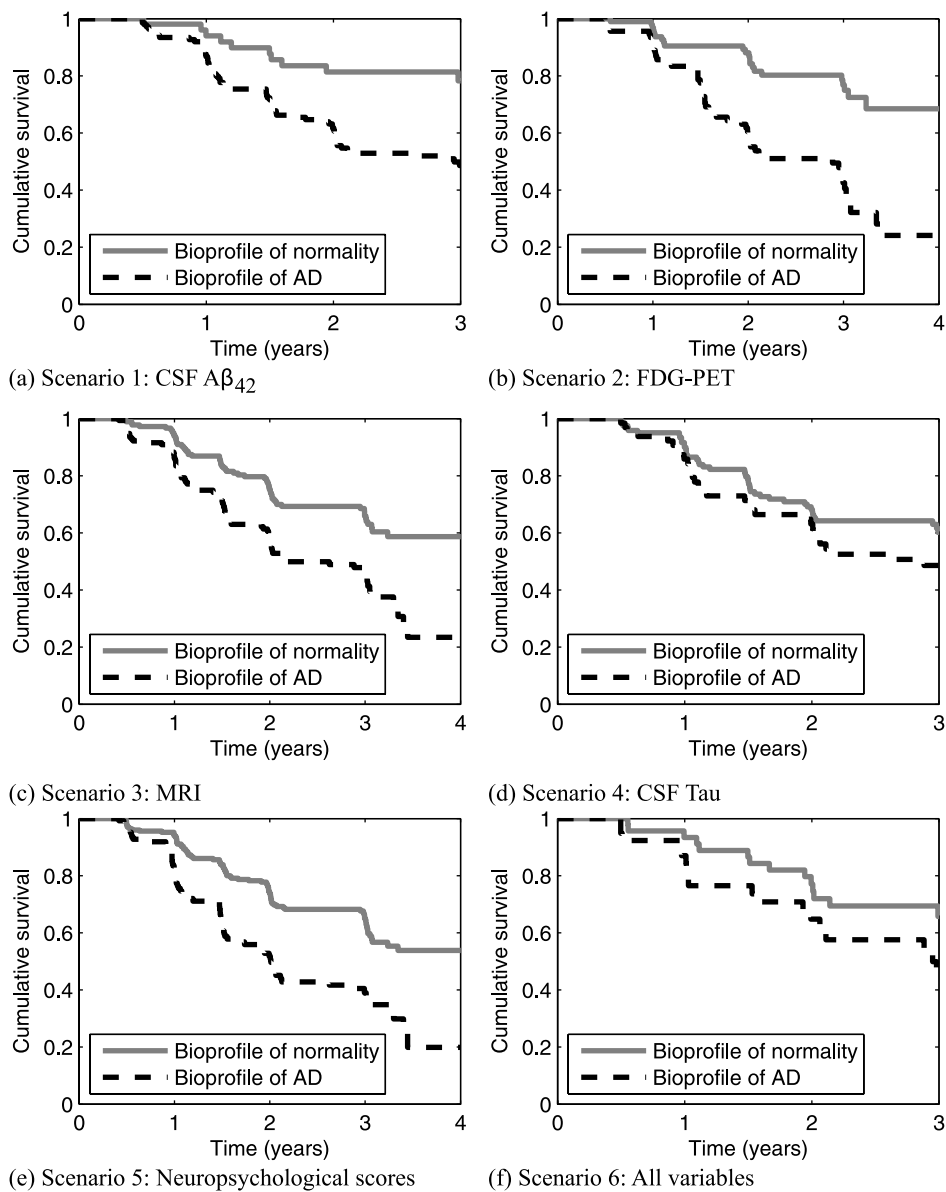 1
0.8
0.6
0.4
0.2
0
Cumulative survival
Bioprofile of normality
Bioprofile of AD
0 1 2 3
Time (years)
(a) Scenario 1: CSF Aβ42
1
0.8
0.6
0.4
0.2
0
Cumulative survival
Bioprofile of normality
Bioprofile of AD
0 1 2 3 4
Time (years)
(b) Scenario 2: FDG-PET
1
0.8
0.6
0.4
0.2
0
Cumulative survival
Bioprofile of normality
Bioprofile of AD
0 1 2 3 4
Time (years)
(c) Scenario 3: MRI
1
0.8
0.6
0.4
0.2
0
Cumulative survival
Bioprofile of normality
Bioprofile of AD
0 1 2 3
Time (years)
(d) Scenario 4: CSF Tau
1
0.8
0.6
0.4
0.2
0
Cumulative survival
Bioprofile of normality
Bioprofile of AD
0 1 2 3 4
Time (years)
(e) Scenario 5: Neuropsychological scores
1
0.8
0.6
0.4
0.2
0
Cumulative survival
Bioprofile of normality
Bioprofile of AD
0 1 2 3
Time (years)
(f) Scenario 6: All variables